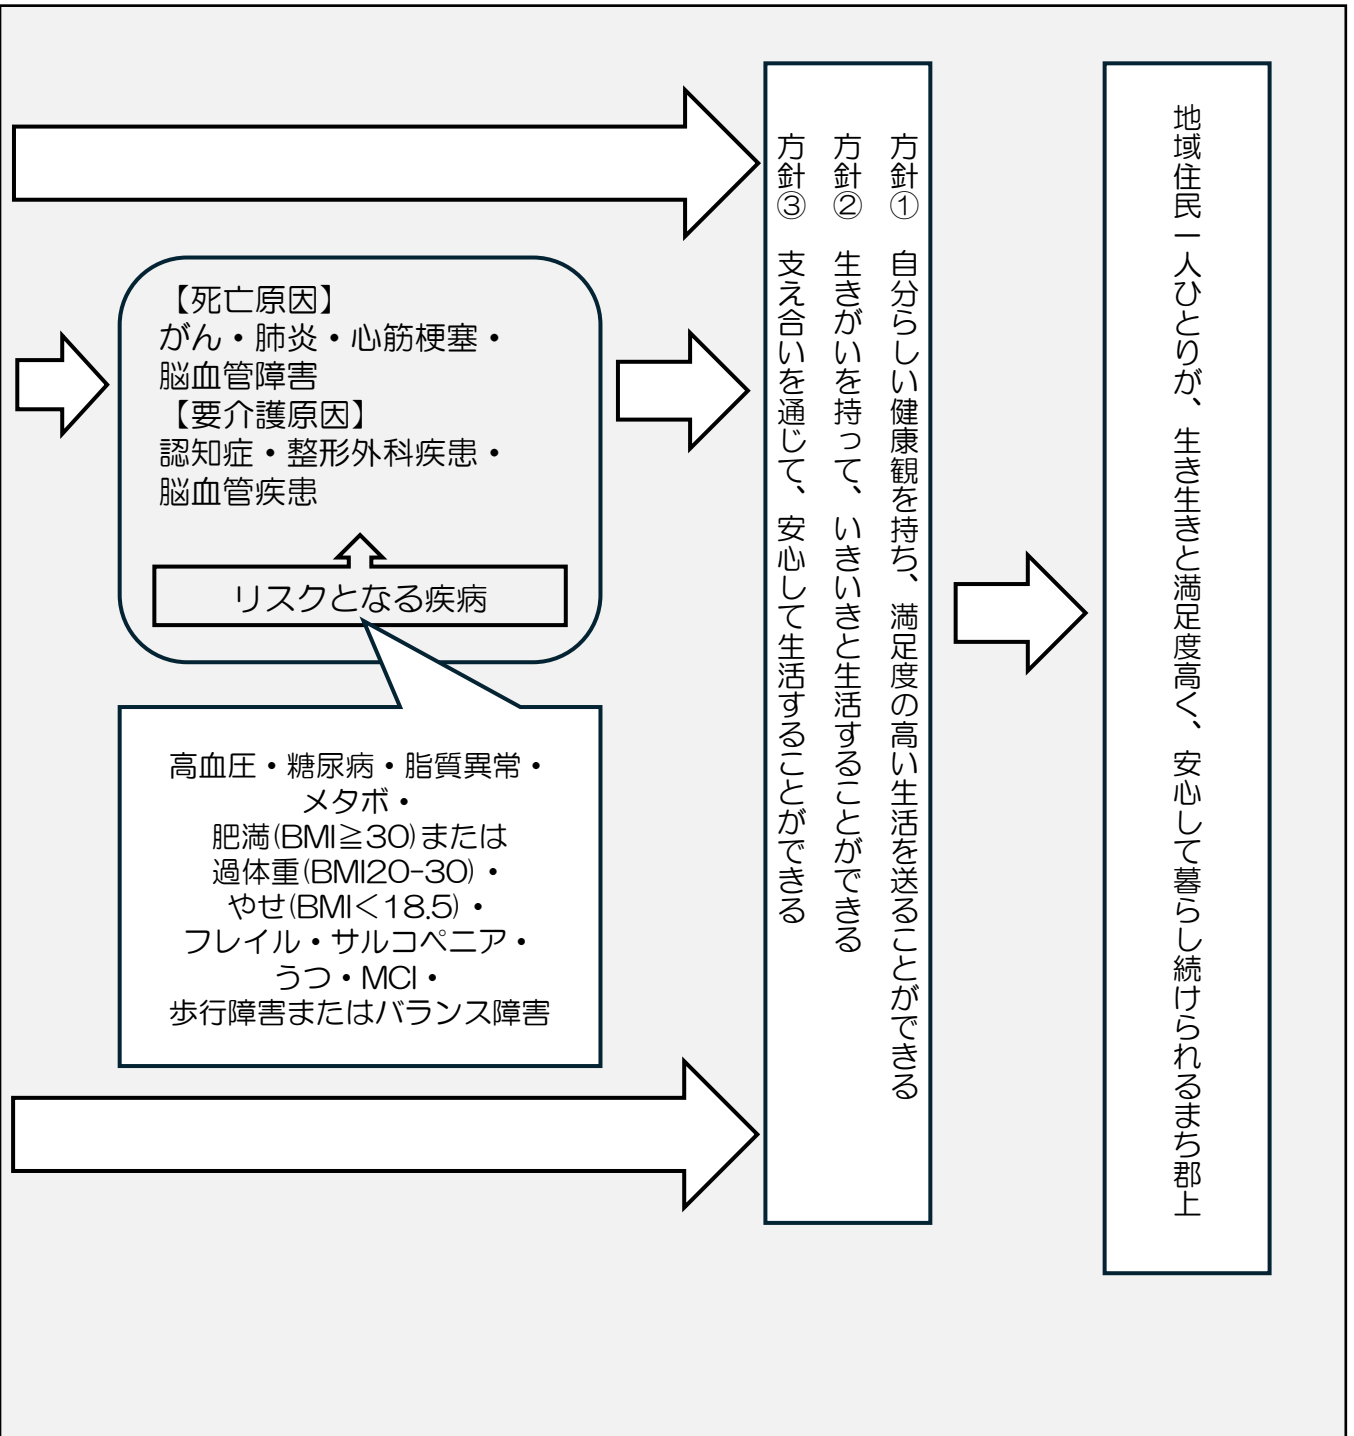 【死亡原因】
がん・肺炎・心筋梗塞・
脳血管障害
【要介護原因】
認知症・整形外科疾患・
脳血管疾患
リスクとなる疾病
高血圧・糖尿病・脂質異常・
メタボ・
肥満(BMI≧30)または
過体重(BMI20-30)・
やせ(BMI＜18.5)・
フレイル・サルコペニア・
うつ・MCI・
歩行障害またはバランス障害
方針① 自分らしい健康観を持ち、満足度の高い生活を送ることができる
方針② 生きがいを持って、いきいきと生活することができる
方針③ 支え合いを通じて、安心して生活することができる
地域住民一人ひとりが、生き生きと満足度高く、安心して暮らし続けられるまち郡上